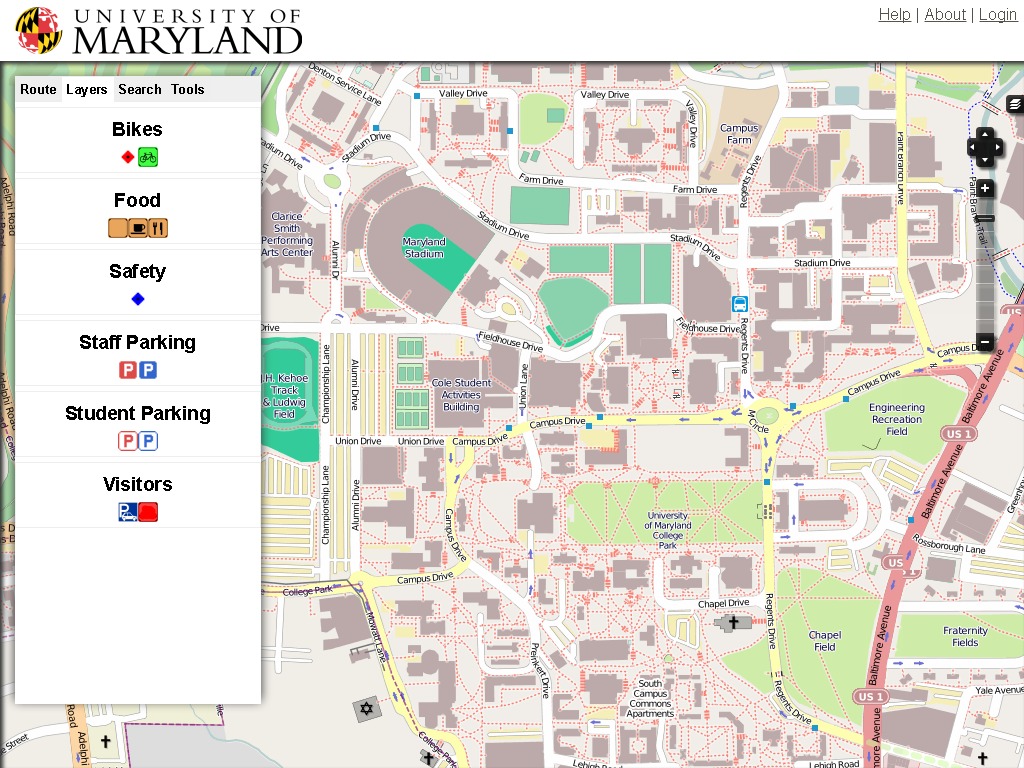 UNIVERSITY OF
MARYLAND
Help | About | Login
Route Layers Search Tools
Bikes
Food
Safety
Staff Parking
P P
Student Parking
P P
Visitors
Denton Service Lane
Valley Drive
Valley Drive
Valley Drive
Campus
Farm
Paint Branch Drive
Stadium Drive
Farm Drive
Farm Drive
Regents Drive
Clarice
Smith
Performing
Arts Center
Alumni Dr
Maryland
Stadium
Stadium Drive
Stadium Drive
Stadium Drive
Drive
Fieldhouse Drive
Fieldhouse Drive
Regents Drive
J.H. Kehoe
Track
& Ludwig
Field
Championship Lane
Alumni Drive
Cole Student
Activities
Building
Union Lane
Campus Drive
Campus Drive
Engineering
Recreation
Field
Baltimore Avenue
US 1
Union Drive
Union Drive
Campus Drive
Campus Drive
M Circle
Championship Lane
Alumni Drive
Campus Drive
University
of Maryland
College
Park
Baltimore Avenue
Rossborough Lane
US
Campus Drive
College Park
Mowatt Lane
Preinkert Drive
Chapel Drive
Regents Drive
Chapel
Field
Baltimore Avenue
Fraternity
Fields
South
Campus
Commons
Apartments
Regents Drive
US 1
Yale Avenue
College Park
Lehigh Road
Lehigh Road
Adelphi Road